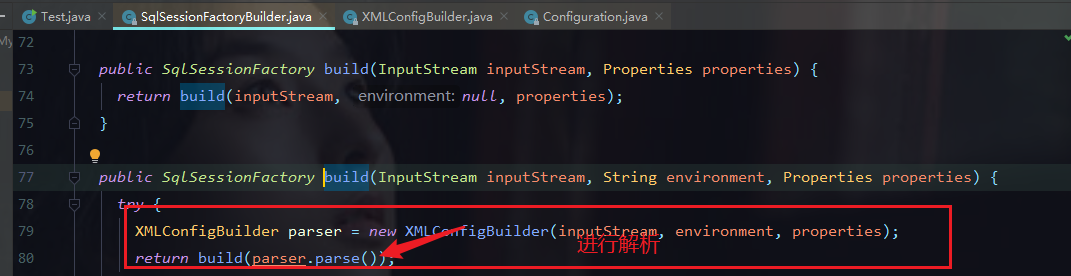 Test.java SqlSessionFactoryBuilder.java XMLConfigBuilder.java Configuration.java
My
72
73 public SqlSessionFactory build(InputStream inputStream, Properties properties) {
74 return build(inputStream, environment: null, properties);
75 }
76
77 public SqlSessionFactory build(InputStream inputStream, String environment, Properties properties) {
78 try {
79 XMLConfigBuilder parser = new XMLConfigBuilder(inputStream, environment, properties);
进行解析
80 return build(parser.parse());